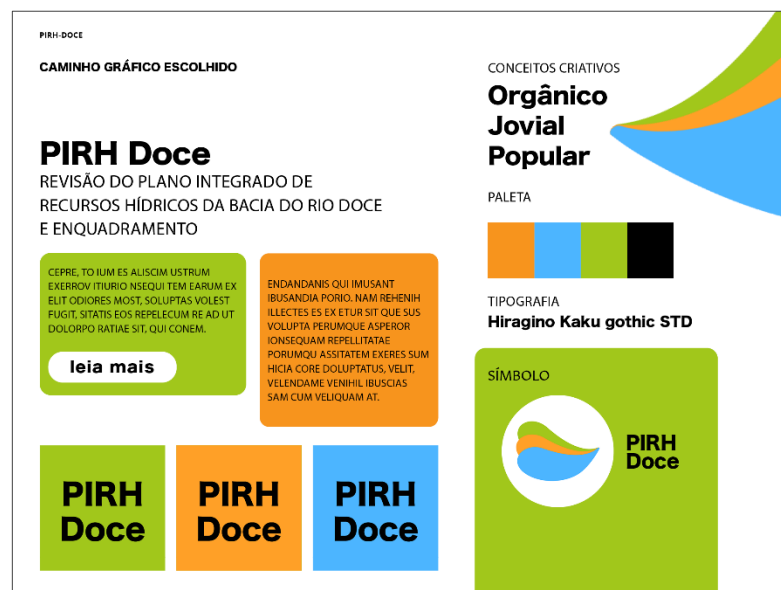 PIRH-DOCE
CAMINHO GRÁFICO ESCOLHIDO
PIRH Doce
REVISÃO DO PLANO INTEGRADO DE
RECURSOS HÍDRICOS DA BACIA DO RIO DOCE
E ENQUADRAMENTO
CEPRE, TO IUM ES ALISCIM USTRUM
EXERROV ITIURIO NSEQUI TEM EARUM EX
ELIT ODIORES MOST, SOLUPTAS VOLEST
FUGIT, SITATIS EOS REPELECUM RE AD UT
DOLORPO RATIAE SIT, QUI CONEM.
leia mais
ENDANDANIS QUI IMUSANT
IBUSANDIA PORIO. NAM REHENIH
ILLECTES ES EX ETUR SIT QUE SUS
VOLUPTA PERUMQUE ASPEROR
IONSEQUAM REPELLITATAE
PORUMQU ASSITATEM EXERES SUM
HICIA CORE DOLUPTATUS, VELIT,
VELENDAME VENIHIL IBUSCIAS
SAM CUM VELIQUAM AT.
PIRH
Doce
PIRH
Doce
PIRH
Doce
CONCEITOS CRIATIVOS
Orgânico
Jovial
Popular
PALETA
TIPOGRAFIA
Hiragino Kaku gothic STD
SÍMBOLO
PIRH
Doce